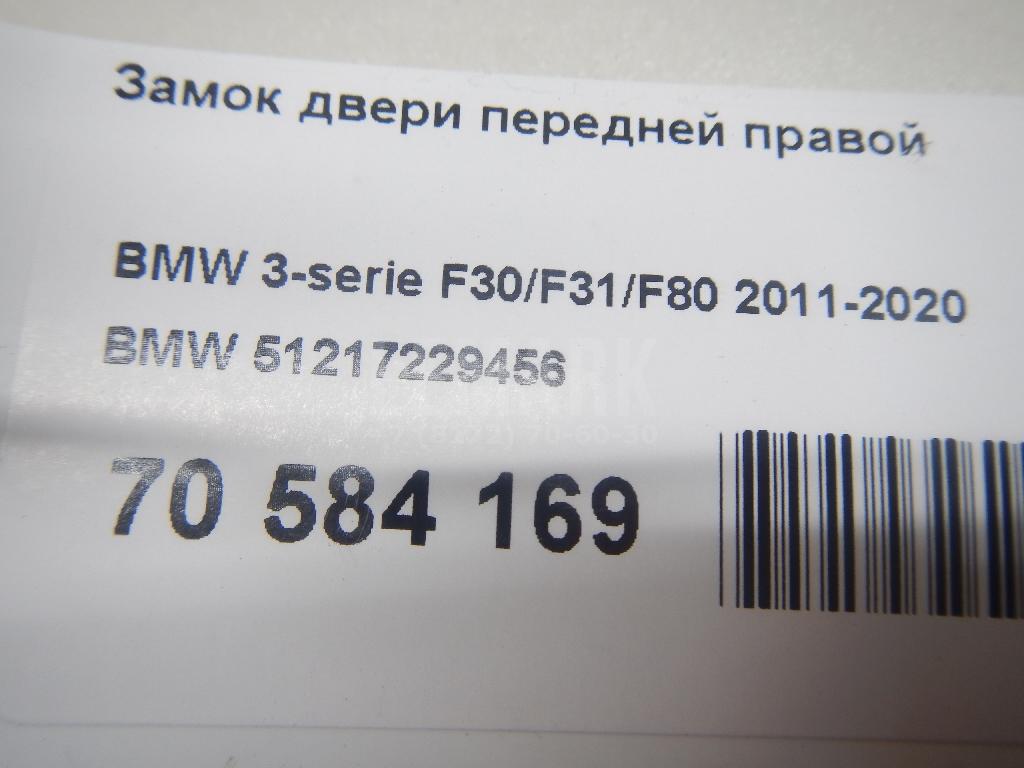 Замок двери передней правой
BMW 3-serie F30/F31/F80 2011-2020
BMW 51217229456
70 584 169